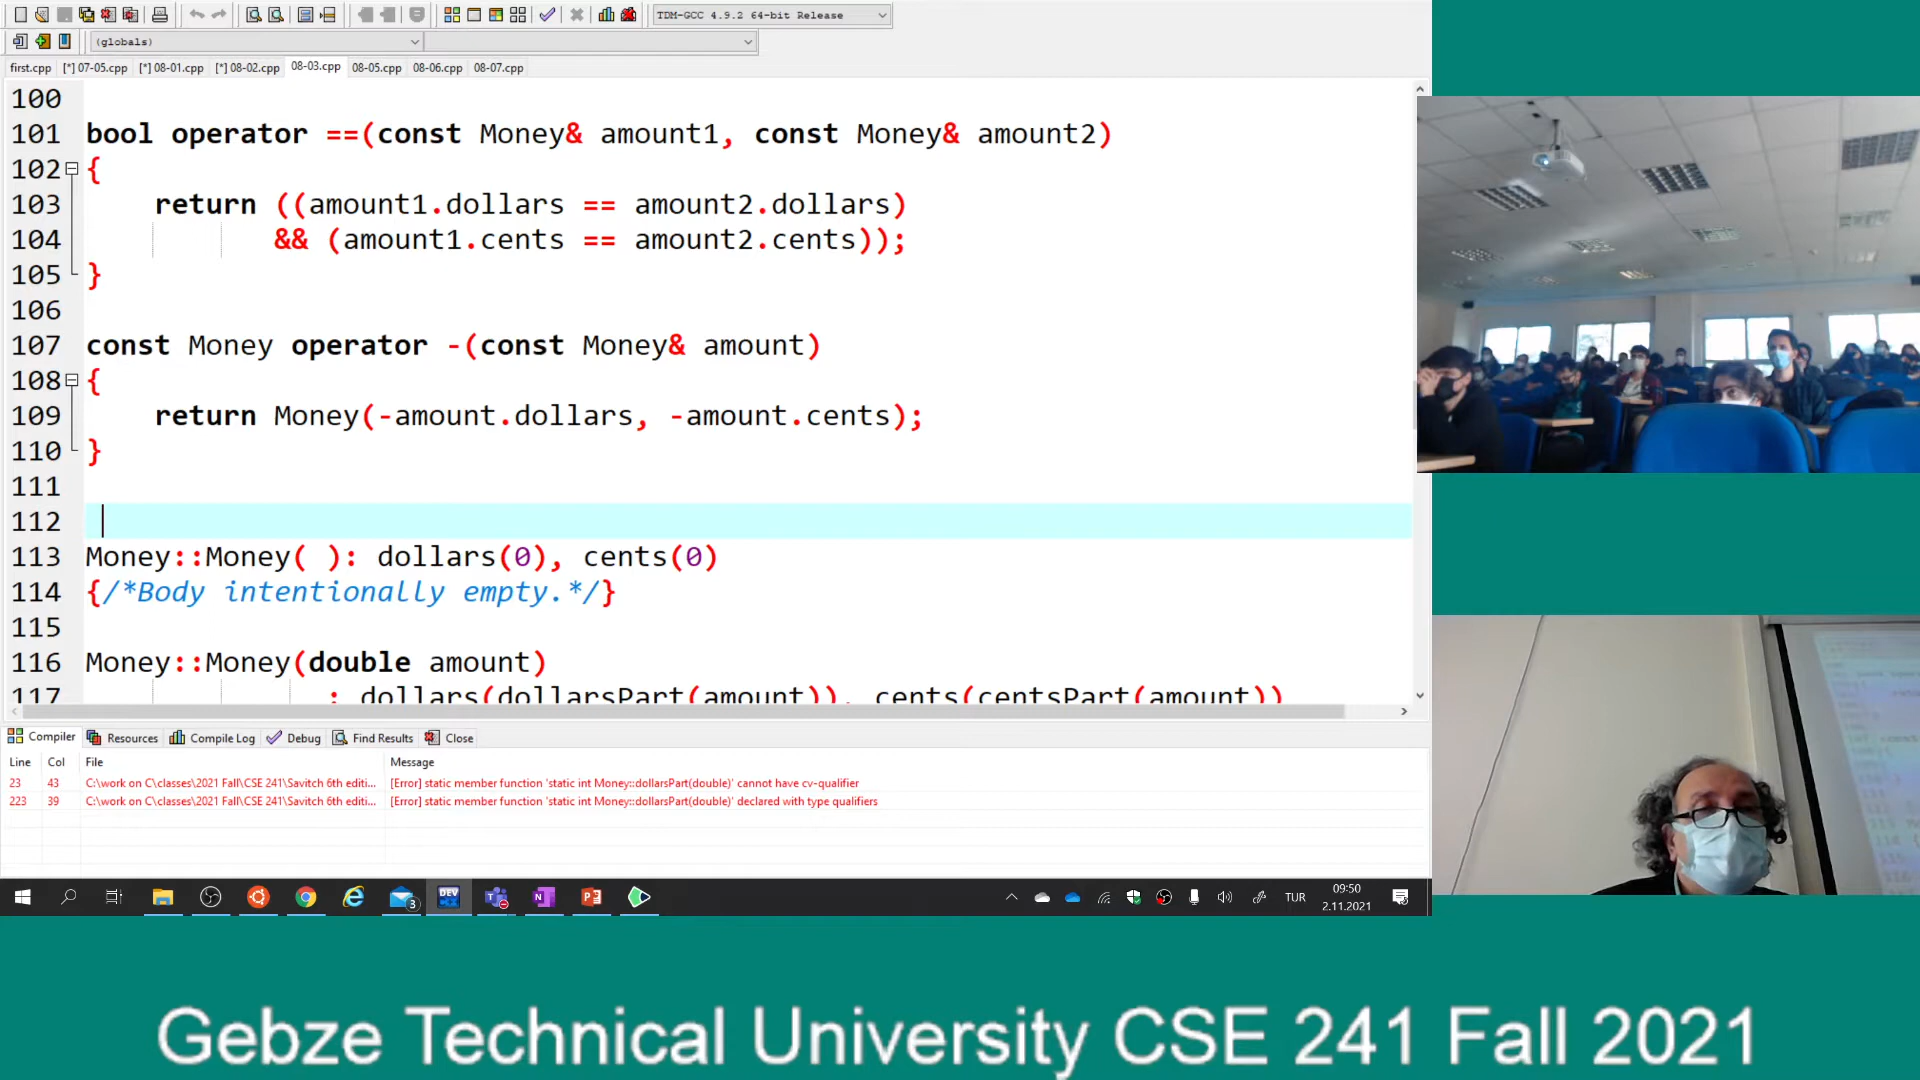 TDM-GCC 4.9.2 64-bit Release
(globals)
first.cpp [*] 07-05.cpp [*] 08-01.cpp [*] 08-02.cpp 08-03.cpp 08-05.cpp 08-06.cpp 08-07.cpp
100
101 bool operator ==(const Money& amount1, const Money& amount2)
102 {
103 return ((amount1.dollars == amount2.dollars)
104 && (amount1.cents == amount2.cents));
105 }
106
107 const Money operator -(const Money& amount)
108 {
109 return Money(-amount.dollars, -amount.cents);
110 }
111
112
113 Money::Money( ): dollars(0), cents(0)
114 {/*Body intentionally empty.*/}
115
116 Money::Money(double amount)
117 : dollars(dollarsPart(amount)), cents(centsPart(amount))
Compiler Resources Compile Log Debug Find Results Close
Line Col File Message
23 43 C:\work on C\classes\2021 Fall\CSE 241\Savitch 6th editi... [Error] static member function 'static int Money::dollarsPart(double)' cannot have cv-qualifier
223 39 C:\work on C\classes\2021 Fall\CSE 241\Savitch 6th editi... [Error] static member function 'static int Money::dollarsPart(double)' declared with type qualifiers
DEV 3 TUR 09:50
2.11.2021
Gebze Technical University CSE 241 Fall 2021